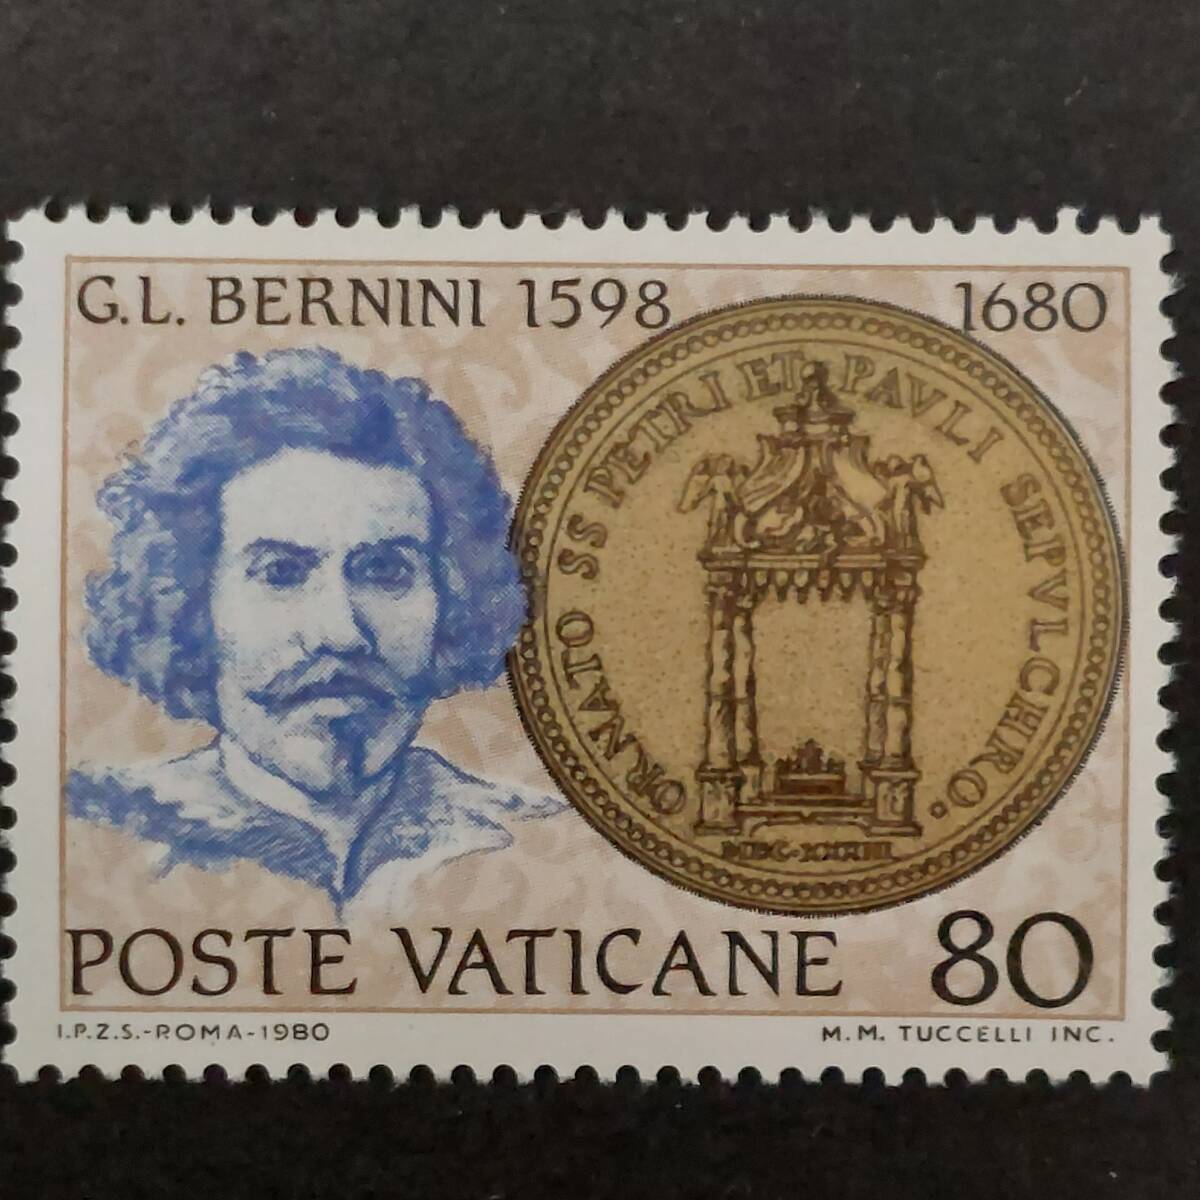 G.L. BERNINI 1598 1680
ORNATO SS PETRI ET PAVLI SEPVLCHRO.
POSTE VATICANE 80
I.P.Z.S.-ROMA-1980 M.M. TUCCELLI INC.